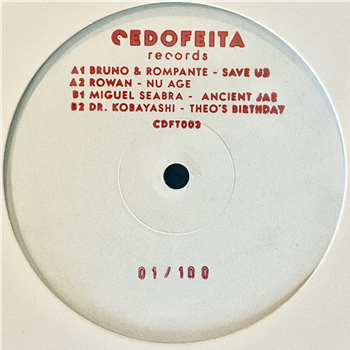 CEDOFEITA
records
A1 BRUNO & ROMPANTE - SAVE US
A2 ROWAN - NU AGE
B1 MIGUEL SEABRA - ANCIENT JAR
B2 DR. KOBAYASHI - THEO'S BIRTHDAY
CDFT003
01/100